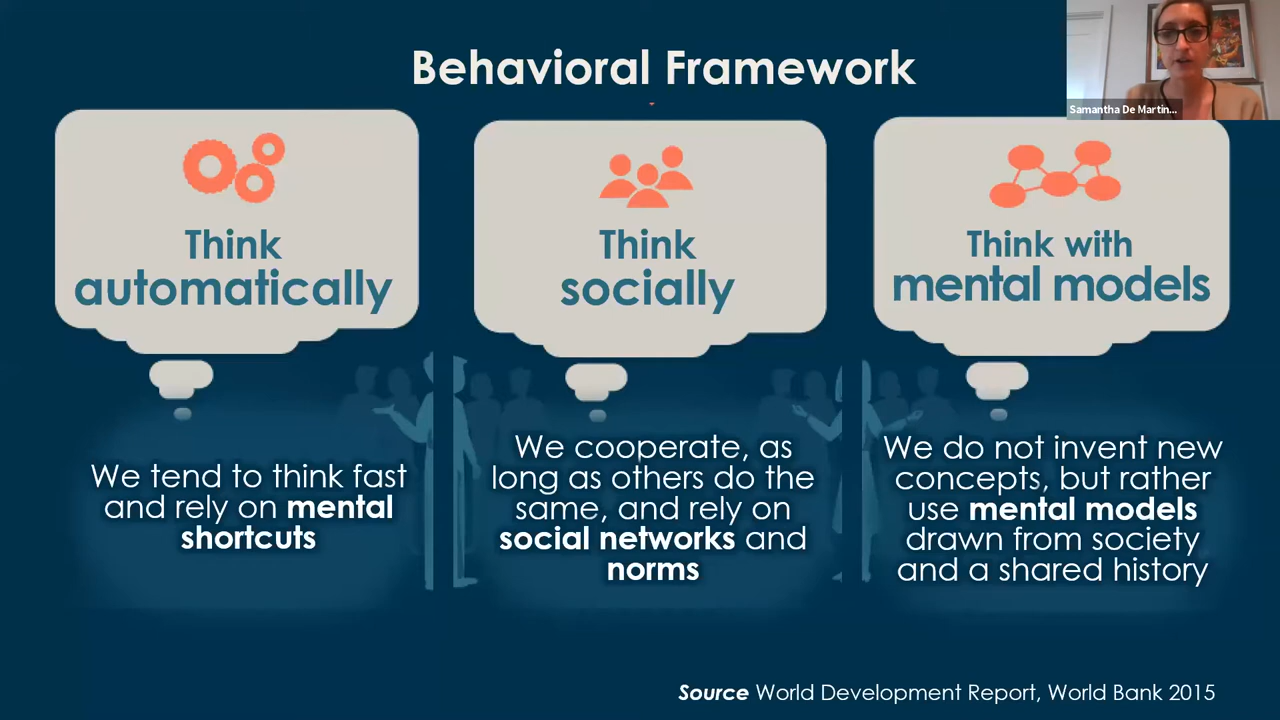 Behavioral Framework
Samantha De Martin...
Think
automatically
Think
socially
Think with
mental models
We tend to think fast
and rely on mental
shortcuts
We cooperate, as
long as others do the
same, and rely on
social networks and
norms
We do not invent new
concepts, but rather
use mental models
drawn from society
and a shared history
Source World Development Report, World Bank 2015